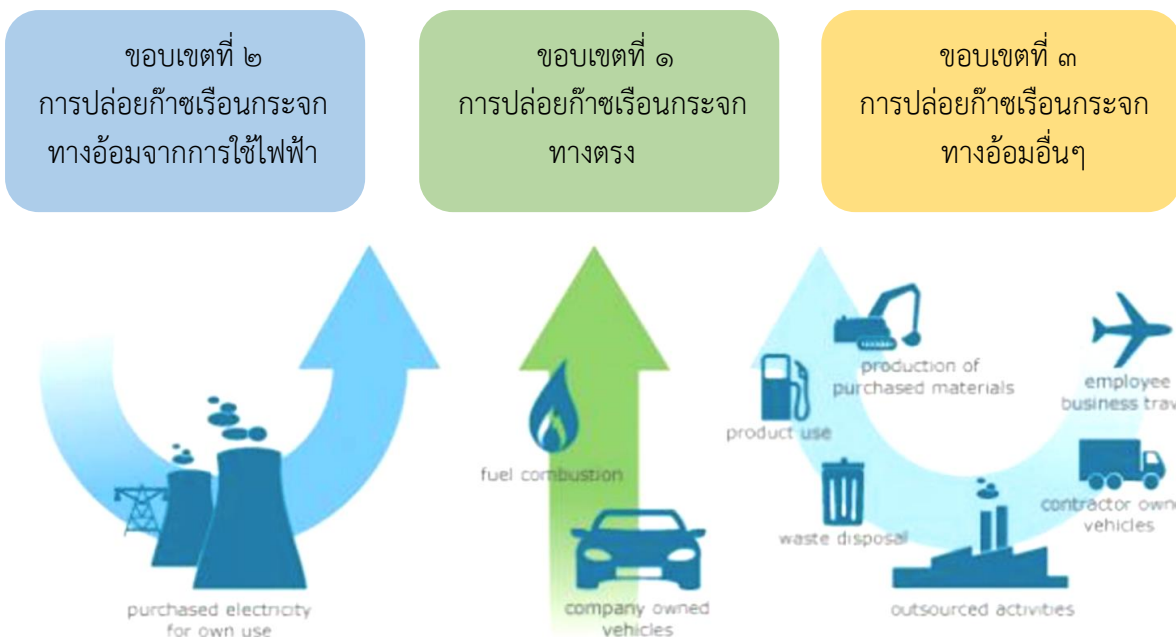 ขอบเขตที่ ๒
การปล่อยก๊าซเรือนกระจก
ทางอ้อมจากการใช้ไฟฟ้า
ขอบเขตที่ ๑
การปล่อยก๊าซเรือนกระจก
ทางตรง
ขอบเขตที่ ๓
การปล่อยก๊าซเรือนกระจก
ทางอ้อมอื่นๆ
purchased electricity
for own use
fuel combustion
company owned
vehicles
production of
purchased materials
product use
waste disposal
employee
business trav
contractor owne
vehicles
outsourced activities